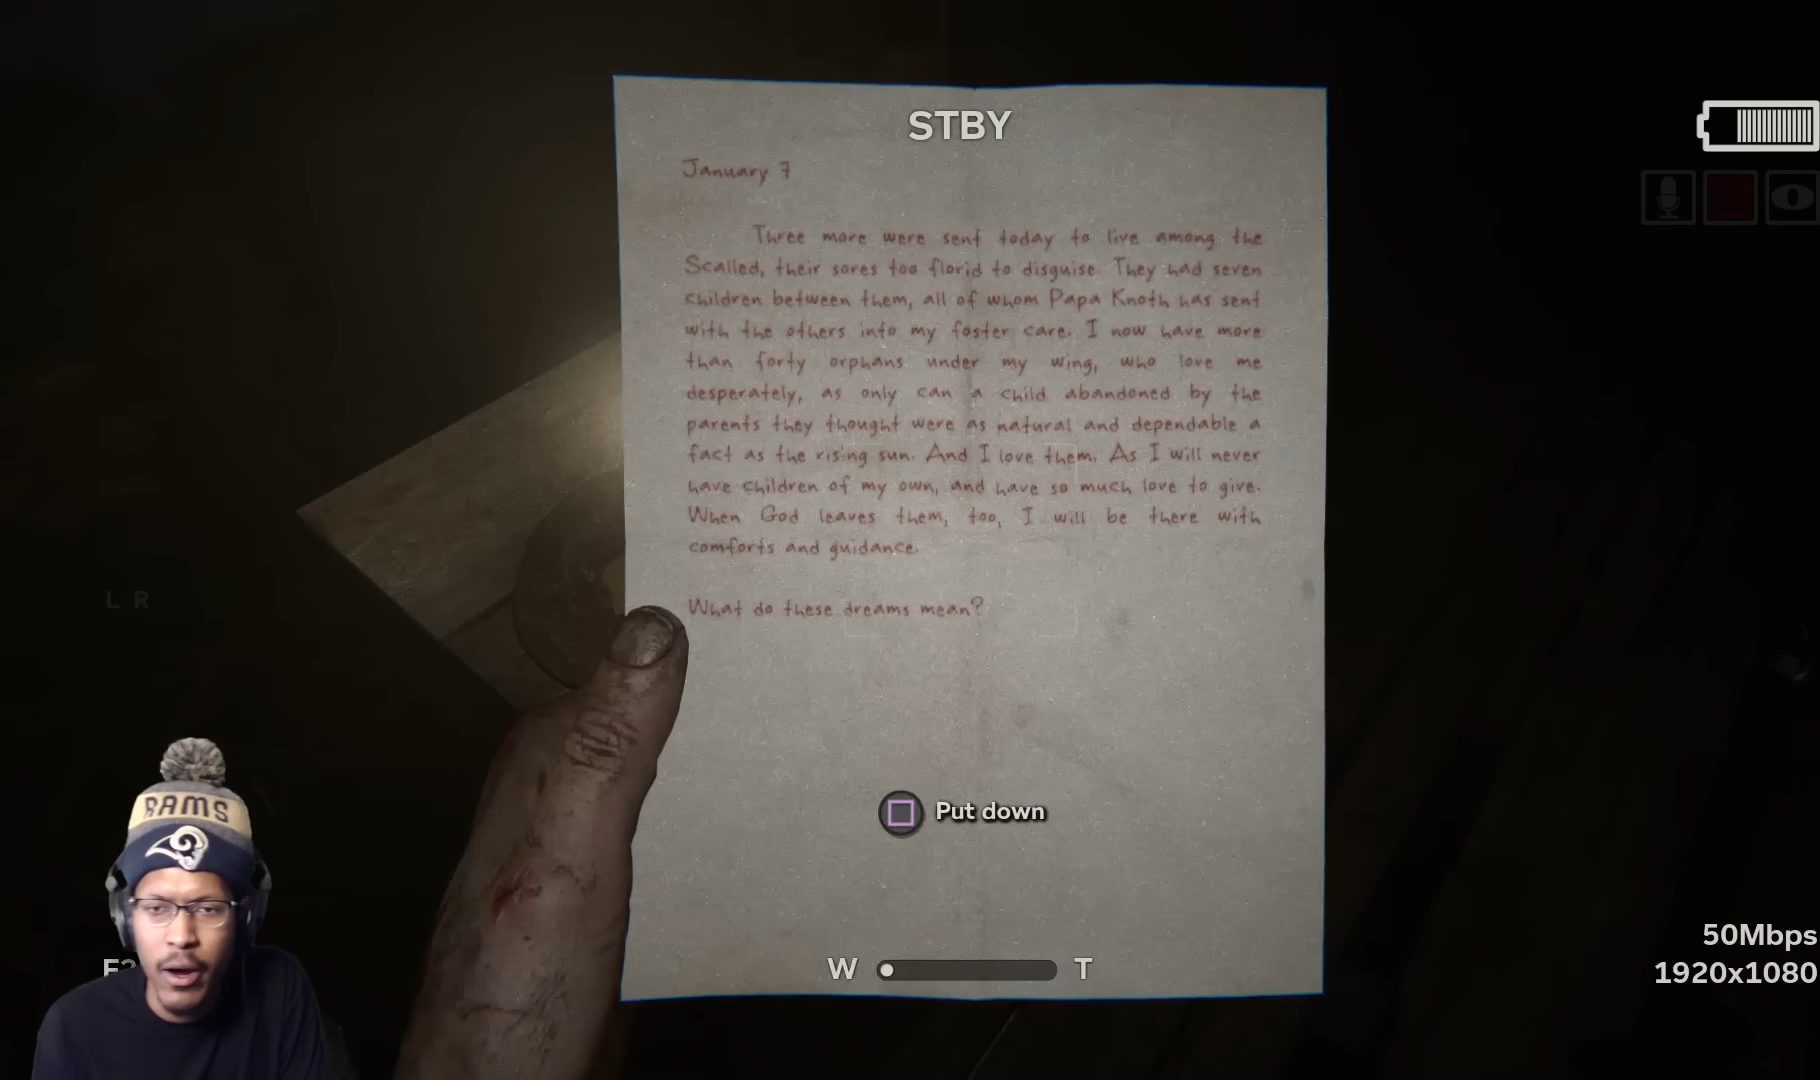 STBY
January 7
Three more were sent today to live among the
Scalled, their sores too florid to disguise. They had seven
children between them, all of whom Papa Knoth has sent
with the others into my foster care. I now have more
than forty orphans under my wing, who love me
desperately, as only can a child abandoned by the
parents they thought were as natural and dependable a
fact as the rising sun. And I love them. As I will never
have children of my own, and have so much love to give.
When God leaves them, too, I will be there with
comforts and guidance.
What do these dreams mean?
L R
Put down
RAMS
50Mbps
W T
1920x1080